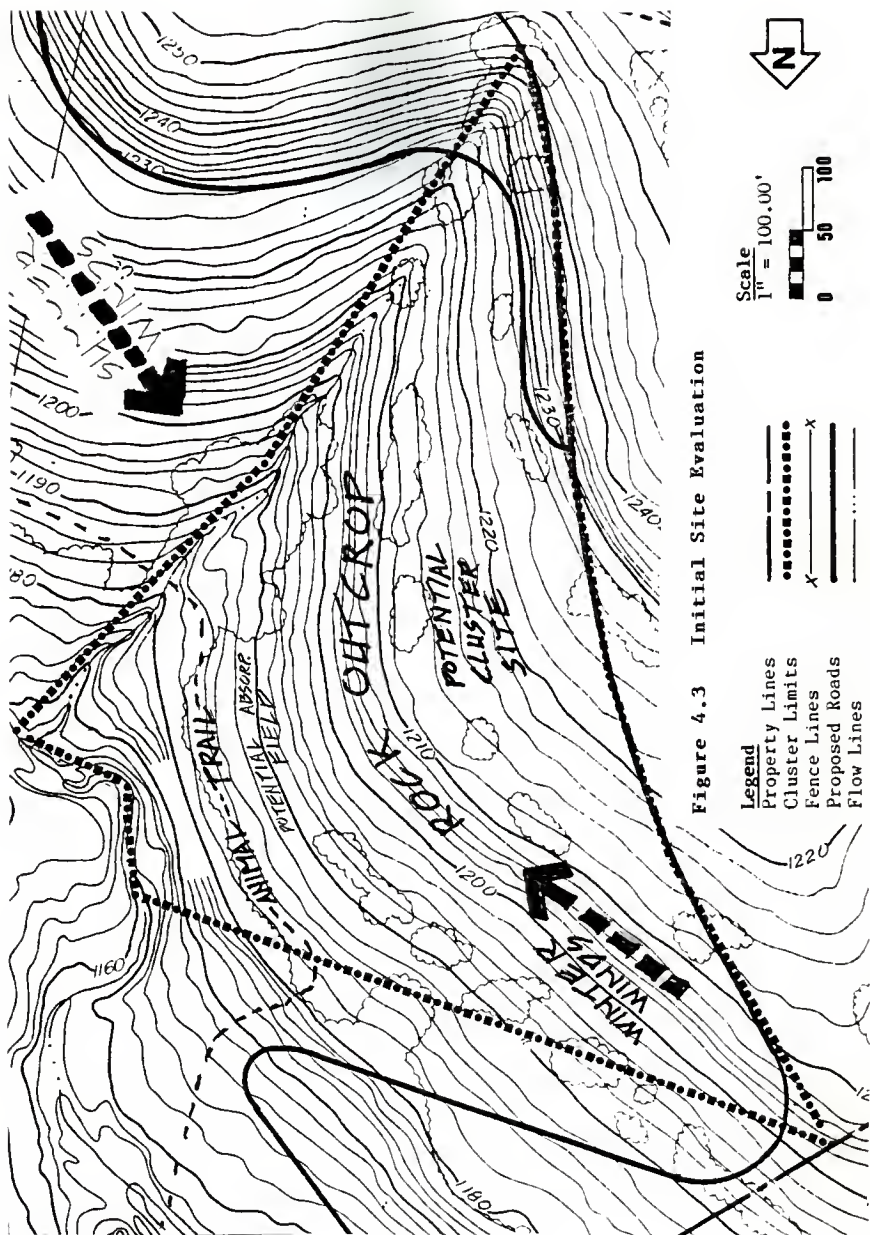 1250
1240
1230
1200
1190
WINDS
OUTCROP
ROCK
POTENTIAL
CLUSTER
SITE
1220
1230
1240
ANIMAL TRAIL
POTENTIAL ABSORP.
FIELD
1210
1200
WINTER
WINDS
1160
1180
1220
Figure 4.3 Initial Site Evaluation
Legend
Property Lines
Cluster Limits
Fence Lines
X X
Proposed Roads
Flow Lines
Scale
1" = 100.00'
0 50 100
N